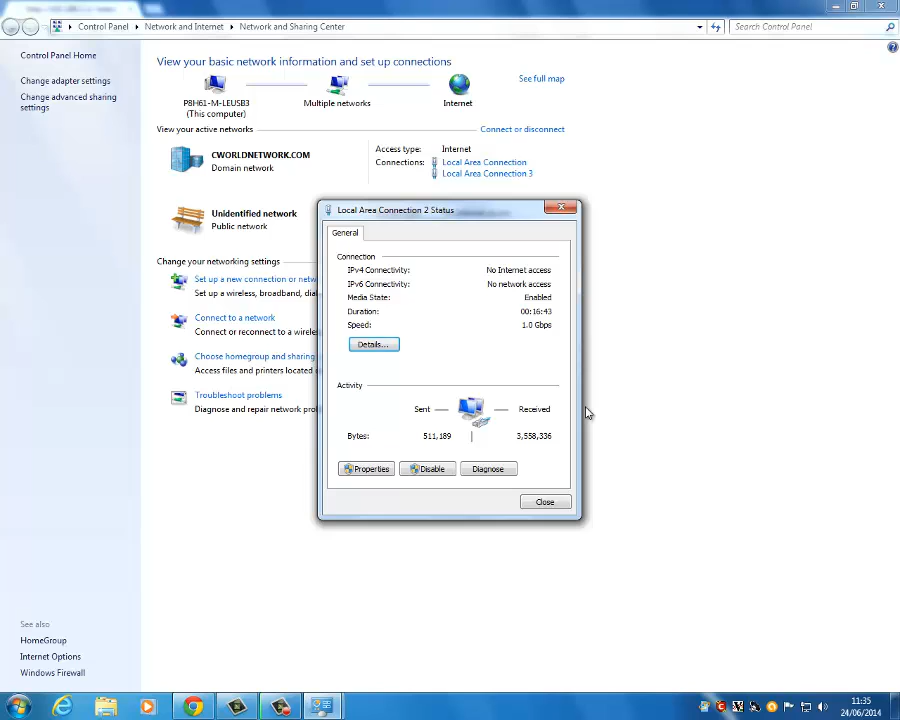 Control Panel ▸ Network and Internet ▸ Network and Sharing Center
Search Control Panel
Control Panel Home
Change adapter settings
Change advanced sharing
settings
View your basic network information and set up connections
See full map
P8H61-M-LEUSB3
(This computer)
Multiple networks
Internet
View your active networks
Connect or disconnect
CWORLDNETWORK.COM
Domain network
Access type: Internet
Connections: Local Area Connection
Local Area Connection 3
Unidentified network
Public network
Change your networking settings
Set up a new connection or netw
Set up a wireless, broadband, dial
Connect to a network
Connect or reconnect to a wireles
Choose homegroup and sharing
Access files and printers located o
Troubleshoot problems
Diagnose and repair network prob
Local Area Connection 2 Status
General
Connection
IPv4 Connectivity: No Internet access
IPv6 Connectivity: No network access
Media State: Enabled
Duration: 00:16:43
Speed: 1.0 Gbps
Details...
Activity
Sent Received
Bytes: 511,189 3,558,336
Properties Disable Diagnose
Close
See also
HomeGroup
Internet Options
Windows Firewall
11:35
24/06/2014